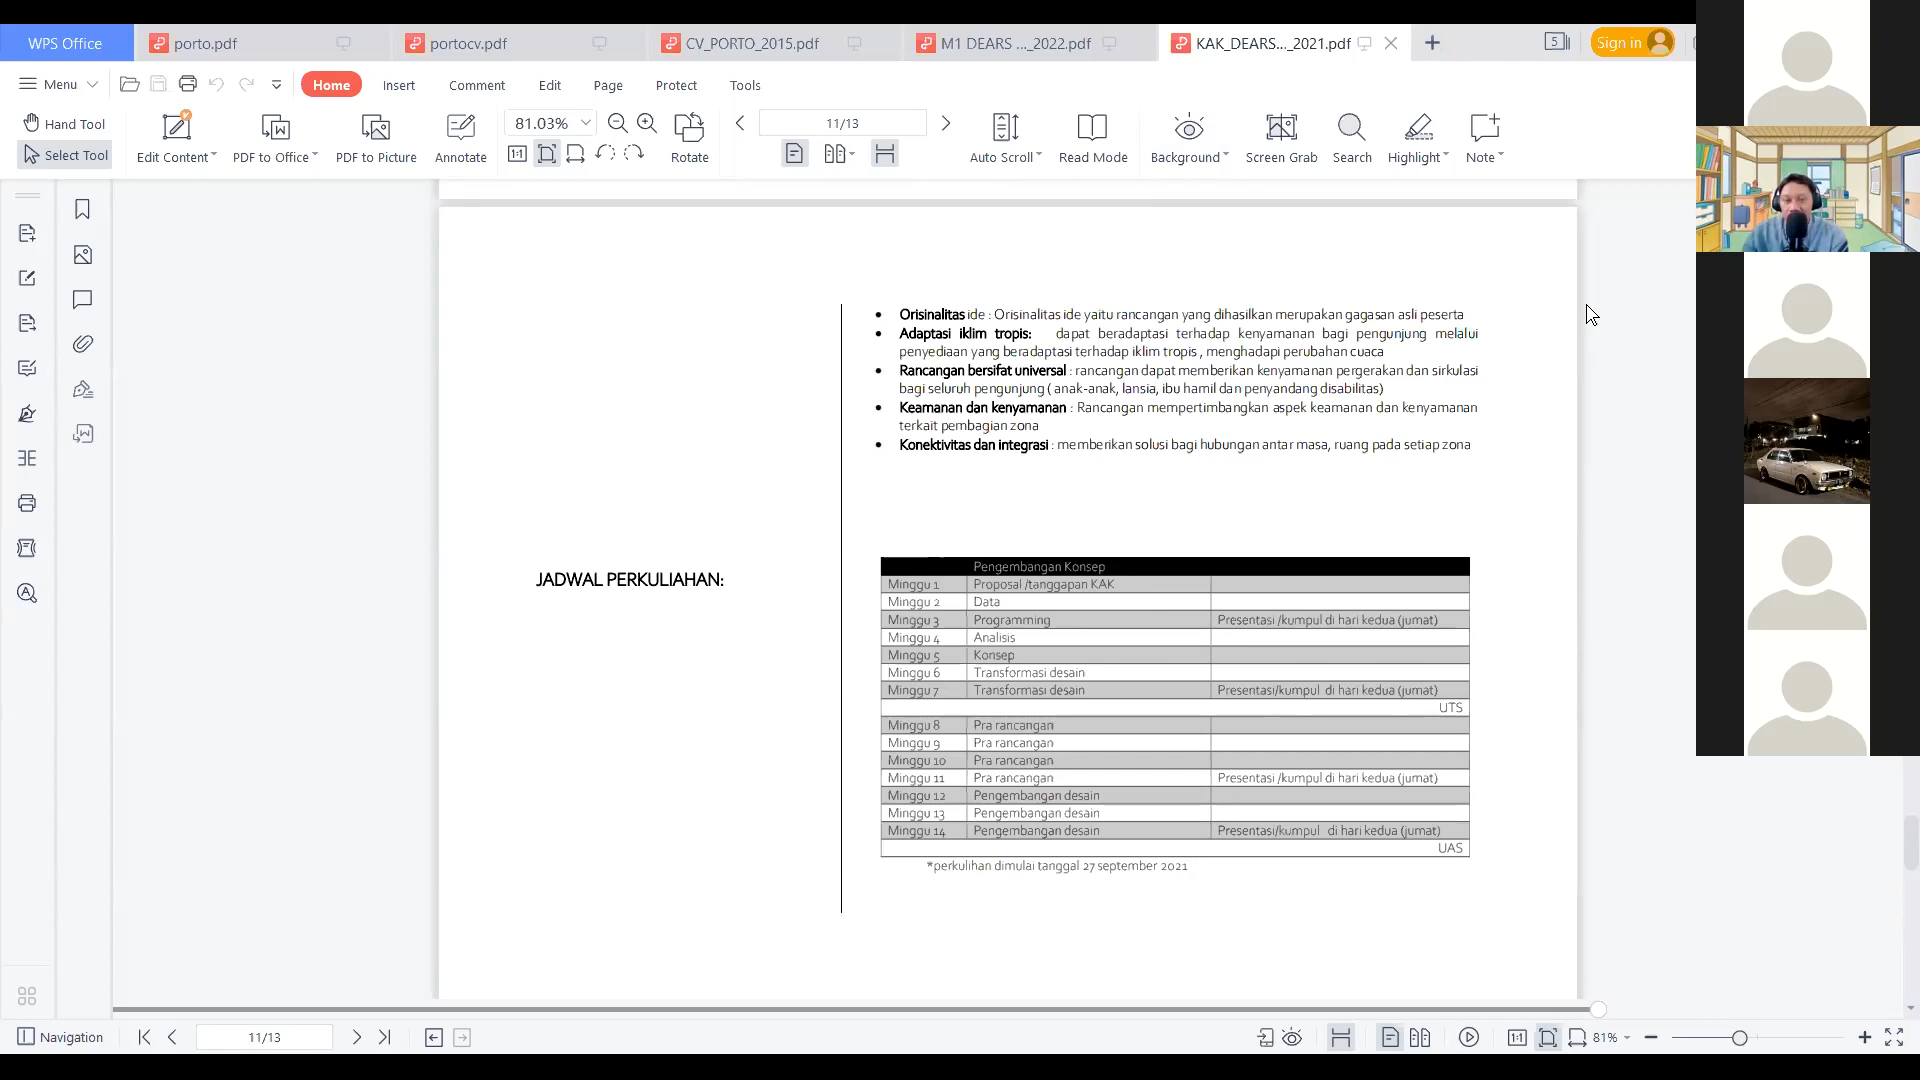 WPS Office
porto.pdf
portocv.pdf
CV_PORTO_2015.pdf
M1 DEARS ..._2022.pdf
KAK_DEARS..._2021.pdf
5
Sign in
Menu
Home
Insert
Comment
Edit
Page
Protect
Tools
Hand Tool
Select Tool
Edit Content
PDF to Office
PDF to Picture
Annotate
81.03%
1:1
Rotate
11/13
Auto Scroll
Read Mode
Background
Screen Grab
Search
Highlight
Note
• Orisinalitas ide : Orisinalitas ide yaitu rancangan yang dihasilkan merupakan gagasan asli peserta
• Adaptasi iklim tropis: dapat beradaptasi terhadap kenyamanan bagi pengunjung melalui
penyediaan yang beradaptasi terhadap iklim tropis , menghadapi perubahan cuaca
• Rancangan bersifat universal : rancangan dapat memberikan kenyamanan pergerakan dan sirkulasi
bagi seluruh pengunjung ( anak-anak, lansia, ibu hamil dan penyandang disabilitas)
• Keamanan dan kenyamanan : Rancangan mempertimbangkan aspek keamanan dan kenyamanan
terkait pembagian zona
• Konektivitas dan integrasi : memberikan solusi bagi hubungan antar masa, ruang pada setiap zona
JADWAL PERKULIAHAN:
Pengembangan Konsep
Minggu 1 Proposal /tanggapan KAK
Minggu 2 Data
Minggu 3 Programming Presentasi /kumpul di hari kedua (jumat)
Minggu 4 Analisis
Minggu 5 Konsep
Minggu 6 Transformasi desain
Minggu 7 Transformasi desain Presentasi/kumpul di hari kedua (jumat)
UTS
Minggu 8 Pra rancangan
Minggu 9 Pra rancangan
Minggu 10 Pra rancangan
Minggu 11 Pra rancangan Presentasi /kumpul di hari kedua (jumat)
Minggu 12 Pengembangan desain
Minggu 13 Pengembangan desain
Minggu 14 Pengembangan desain Presentasi/kumpul di hari kedua (jumat)
UAS
*perkulihan dimulai tanggal 27 september 2021
Navigation
11/13
1:1
81%